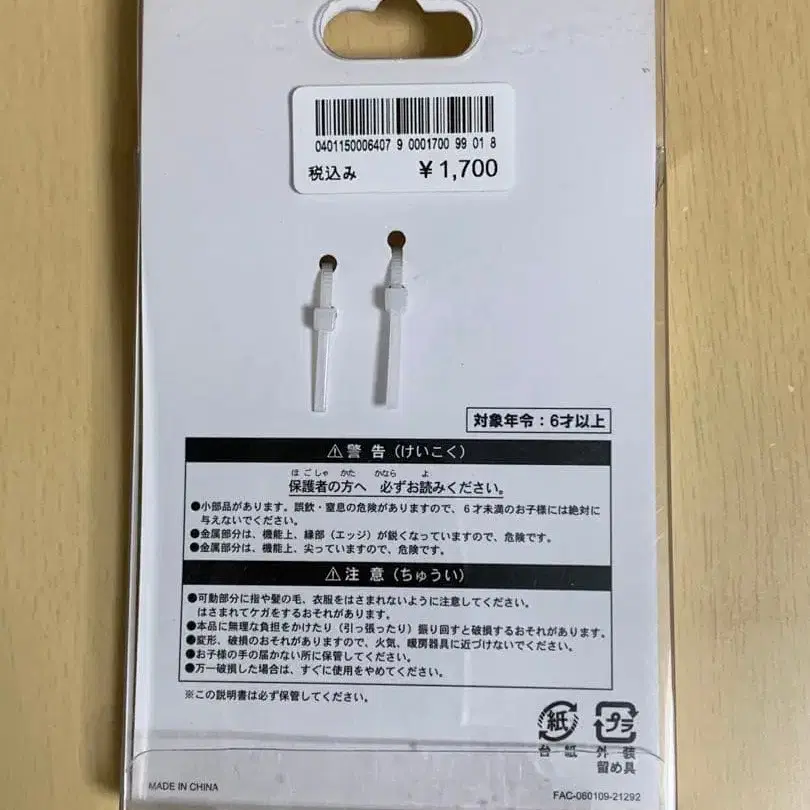 0401150006407 9 0001700 99 01 8
税込み ¥1,700
対象年令：6才以上
⚠警 告（けいこく）
ほごしゃ かた かなら よ
保護者の方へ 必ずお読みください。
●小部品があります。誤飲・窒息の危険がありますので、６才未満のお子様には絶対に
与えないでください。
●金属部分は、機能上、縁部（エッジ）が鋭くなっていますので、危険です。
●金属部分は、機能上、尖っていますので、危険です。
⚠注 意（ちゅうい）
●可動部分に指や髪の毛、衣服をはさまれないように注意してください。
はさまれてケガをするおそれがあります。
●本品に無理な負担をかけたり（引っ張ったり）振り回すと破損するおそれがあります。
●変形、破損のおそれがありますので、火気、暖房器具に近づけないでください。
●お子様の手の届かない所に保管してください。
●万一破損した場合は、すぐに使用をやめてください。
※この説明書は必ず保管してください。
紙 プラ
台 紙 外 装
留め具
MADE IN CHINA FAC-060109-21292